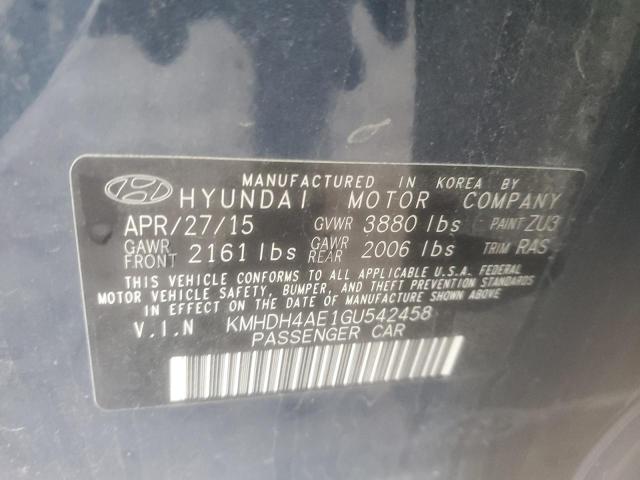 MANUFACTURED IN KOREA BY
HYUNDAI MOTOR COMPANY
APR/27/15 GVWR 3880 lbs PAINT ZU3
GAWR FRONT 2161 lbs GAWR REAR 2006 lbs TRIM RAS
THIS VEHICLE CONFORMS TO ALL APPLICABLE U.S.A. FEDERAL
MOTOR VEHICLE SAFETY, BUMPER, AND THEFT PREVENTION STANDARDS
IN EFFECT ON THE DATE OF MANUFACTURE SHOWN ABOVE.
V.I.N KMHDH4AE1GU542458
PASSENGER CAR